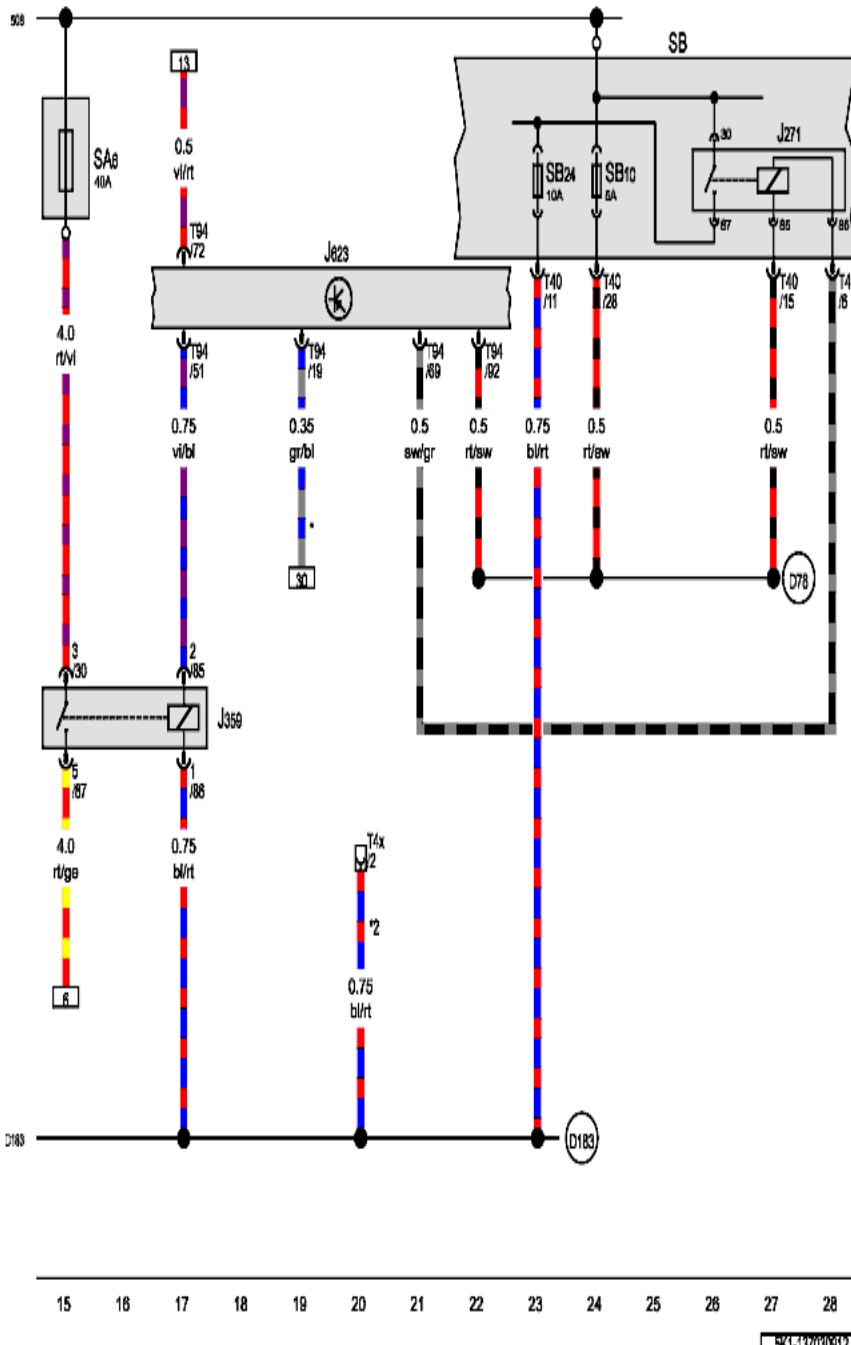 508
SB
13
J271
30
SA6
40A
0.5
vi/rt
SB24
10A
SB10
5A
T94
/72
87
85
86
J623
T40
/11
T40
/28
T40
/15
/6
T94
/51
T94
/19
T94
/69
T94
/92
4.0
rt/vi
0.75
vi/bl
0.35
gr/bl
0.5
sw/gr
0.5
rt/sw
0.75
bl/rt
0.5
rt/sw
0.5
rt/sw
*
30
D78
3
/30
2
/85
J359
5
/87
1
/86
4.0
rt/ge
0.75
bl/rt
T4x
/2
*2
0.75
bl/rt
6
D183
D183
15 16 17 18 19 20 21 22 23 24 25 26 27 28